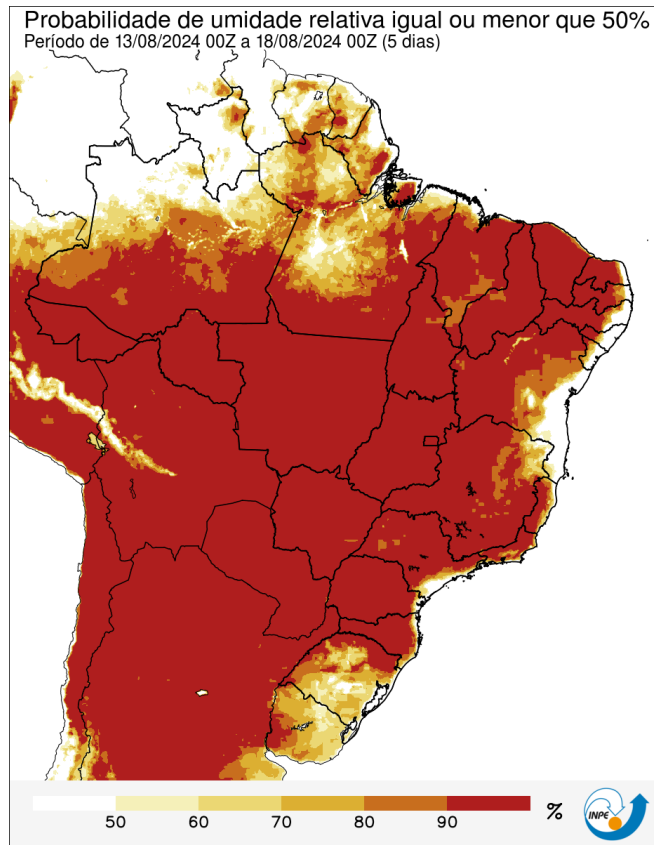 Probabilidade de umidade relativa igual ou menor que 50%
Período de 13/08/2024 00Z a 18/08/2024 00Z (5 dias)
50 60 70 80 90 %
INPE